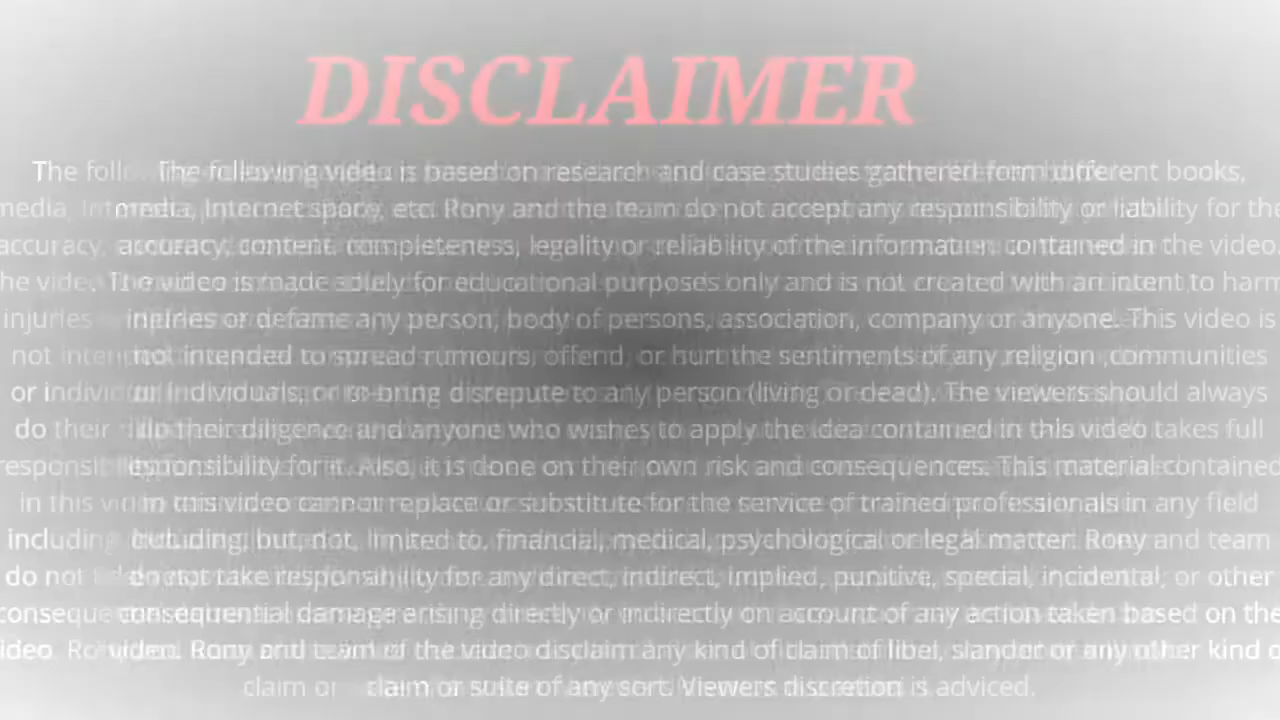 DISCLAIMER
The following video is based on research and case studies gathered form different books,
media, Internet space, etc. Rony and the team do not accept any responsibility or liability for the
accuracy, content, completeness, legality or reliability of the information contained in the video.
The video is made solely for educational purposes only and is not created with an intent to harm
injuries or defame any person, body of persons, association, company or anyone. This video is
not intended to spread rumours, offend or hurt the sentiments of any religion ,communities
or individuals, or to bring disrepute to any person (living or dead). The viewers should always
do their diligence and anyone who wishes to apply the idea contained in this video takes full
responsibility for it. Also, it is done on their own risk and consequences. This material contained
in this video cannot replace or substitute for the service of trained professionals in any field
including, but, not, limited to, financial, medical, psychological or legal matter. Rony and team
do not take responsibility for any direct, indirect, implied, punitive, special, incidental, or other
consequential damage arising directly or indirectly on account of any action taken based on the
video. Rony and team of the video disclaim any kind of claim of libel, slander or any other kind of
claim or suite of any sort. Viewers discretion is adviced.